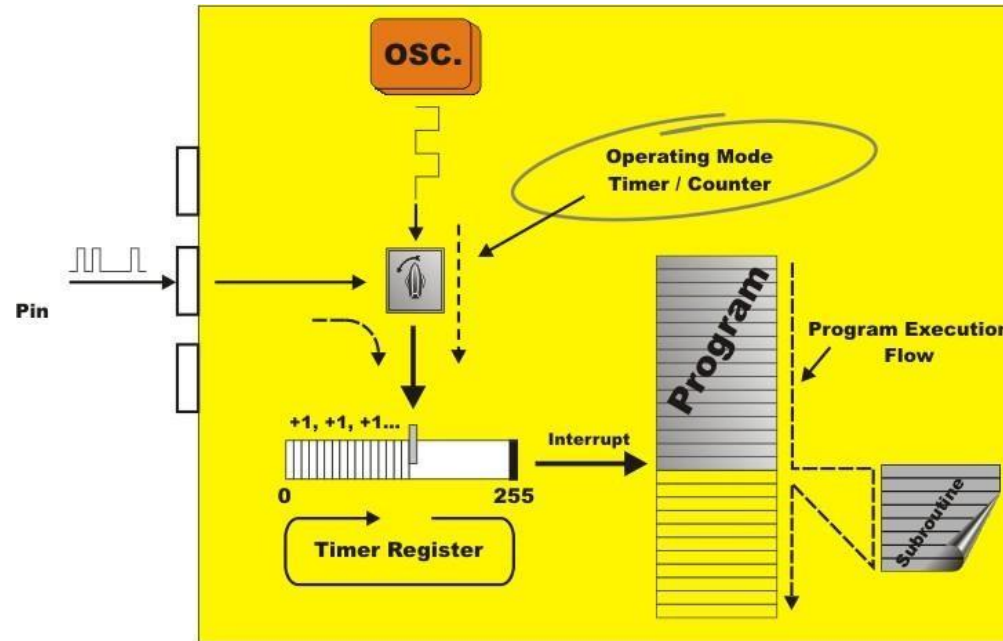 OSC.
Operating Mode
Timer / Counter
Pin
Program
Program Execution
Flow
+1, +1, +1...
Interrupt
0
255
Subroutine
Timer Register